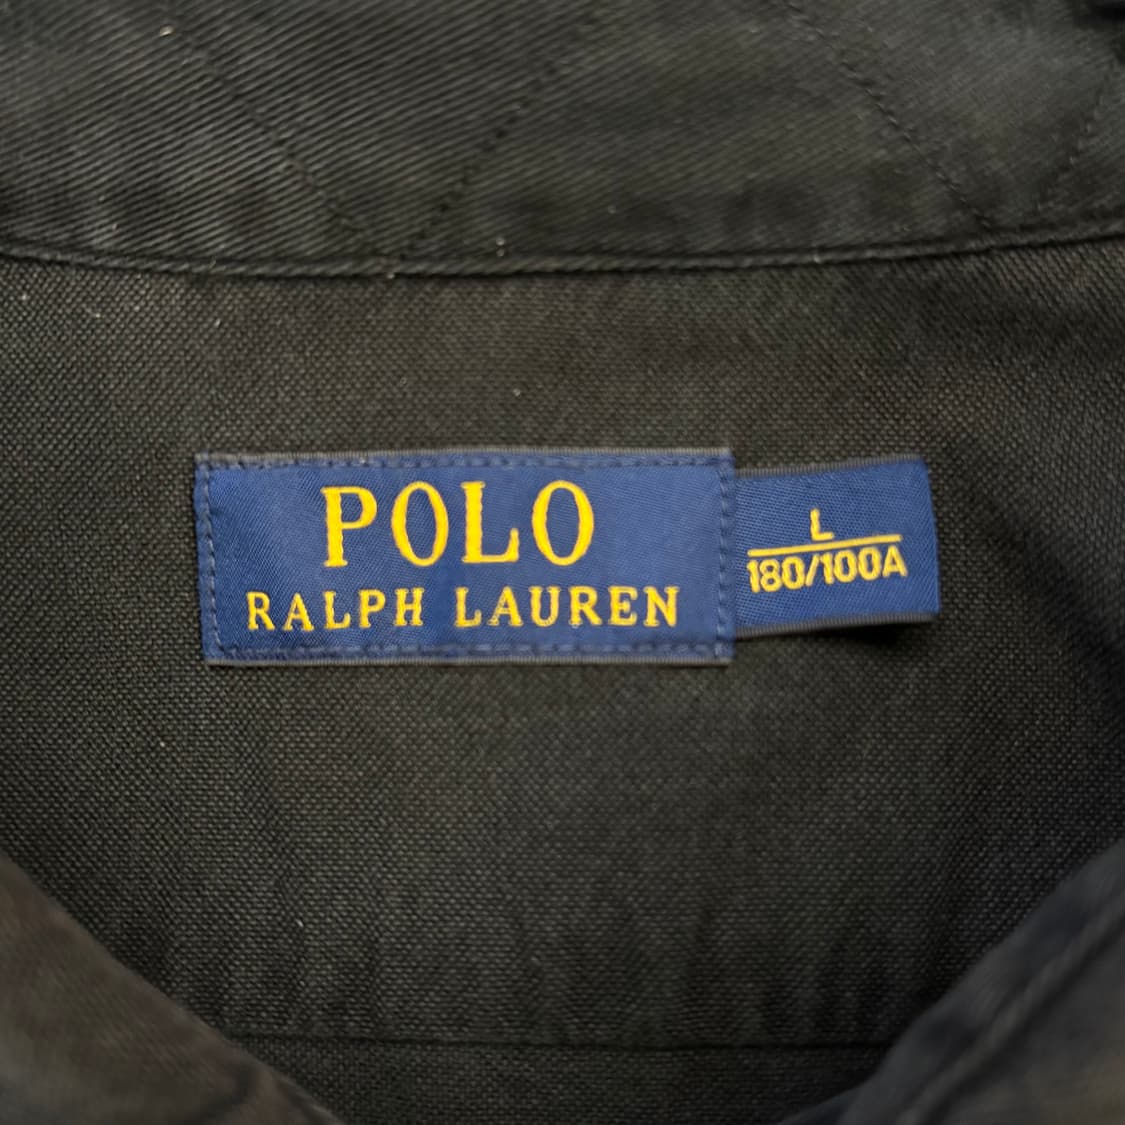 POLO
RALPH LAUREN
L
180/100A